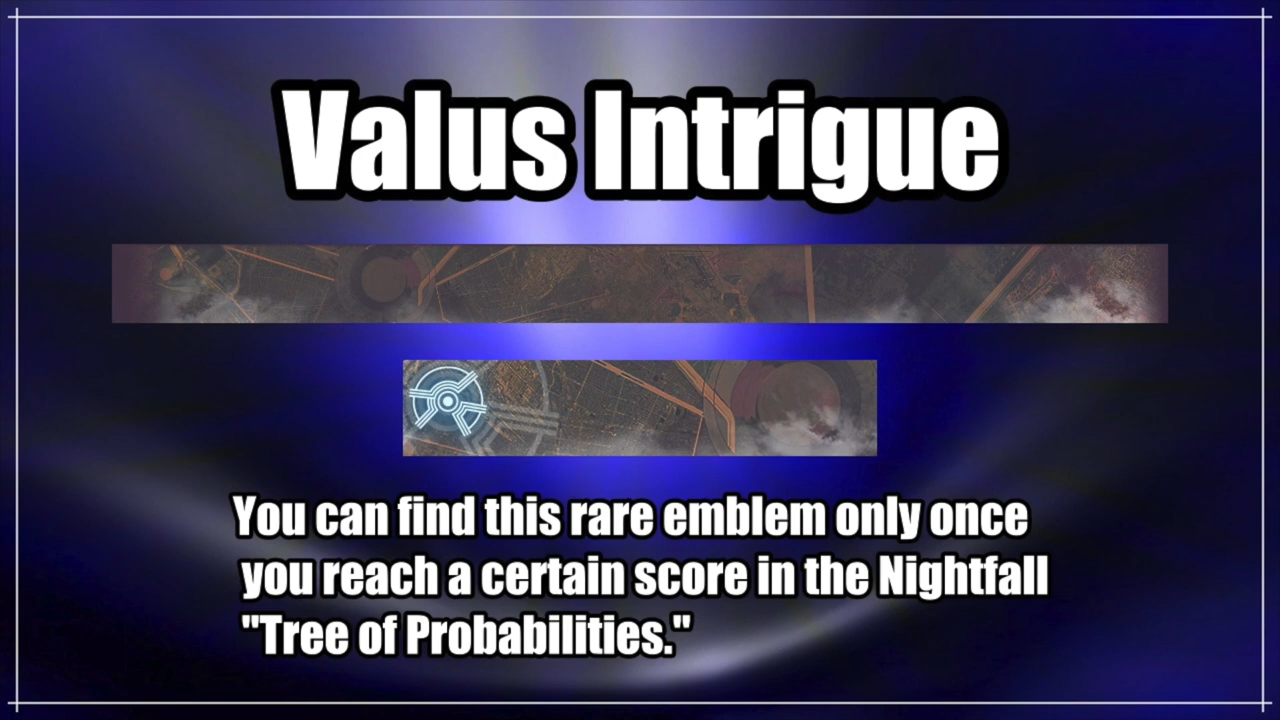 Valus Intrigue
You can find this rare emblem only once
you reach a certain score in the Nightfall
"Tree of Probabilities."